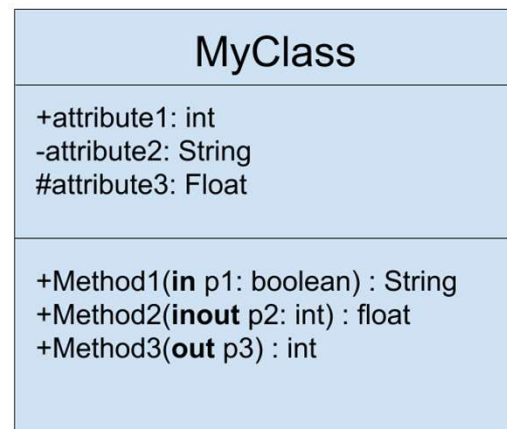 MyClass
+attribute1: int
-attribute2: String
#attribute3: Float
+Method1(in p1: boolean) : String
+Method2(inout p2: int) : float
+Method3(out p3) : int